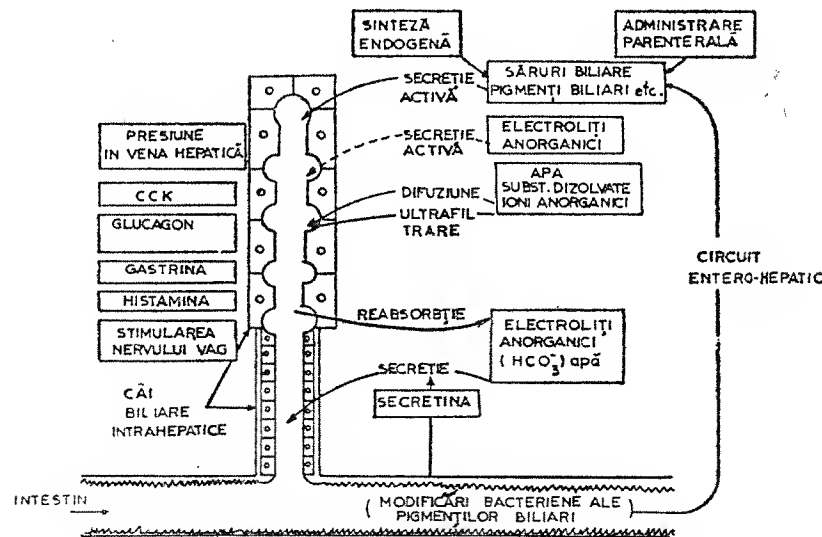 SINTEZĂ
ENDOGENĂ
ADMINISTRARE
PARENTERALĂ
SECREȚIE
ACTIVĂ
SĂRURI BILIARE
PIGMENȚI BILIARI etc.
PRESIUNE
IN VENA HEPATICĂ
SECREȚIE
ACTIVĂ
ELECTROLIȚI
ANORGANICI
CCK
DIFUZIUNE
ULTRAFIL
TRARE
APA
SUBST. DIZOLVATE
IONI ANORGANICI
GLUCAGON
GASTRINA
HISTAMINA
STIMULAREA
NERVULUI VAG
CIRCUIT
ENTERO-HEPATIC
REABSORBȚIE
ELECTROLIȚI
ANORGANICI
(HCO₃⁻) apă
SECREȚIE
SECRETINA
CĂI
BILIARE
INTRAHEPATICE
INTESTIN
(MODIFICĂRI BACTERIENE ALE
PIGMENȚILOR BILIARI)